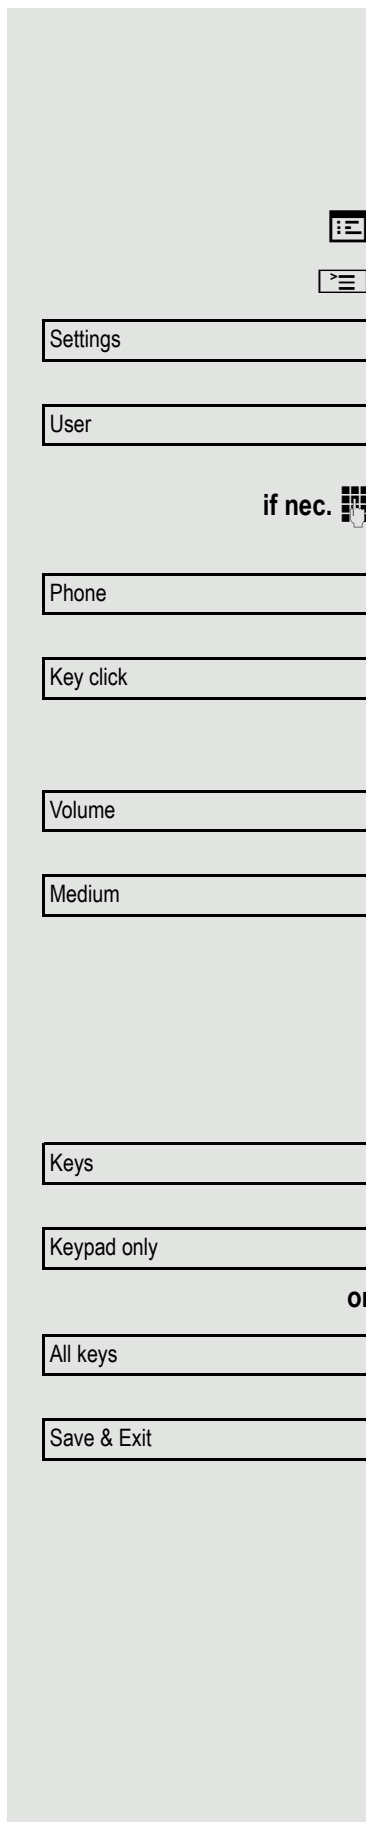 Settings
User
if nec.
Phone
Key click
Volume
Medium
Keys
Keypad only
or
All keys
Save & Exit